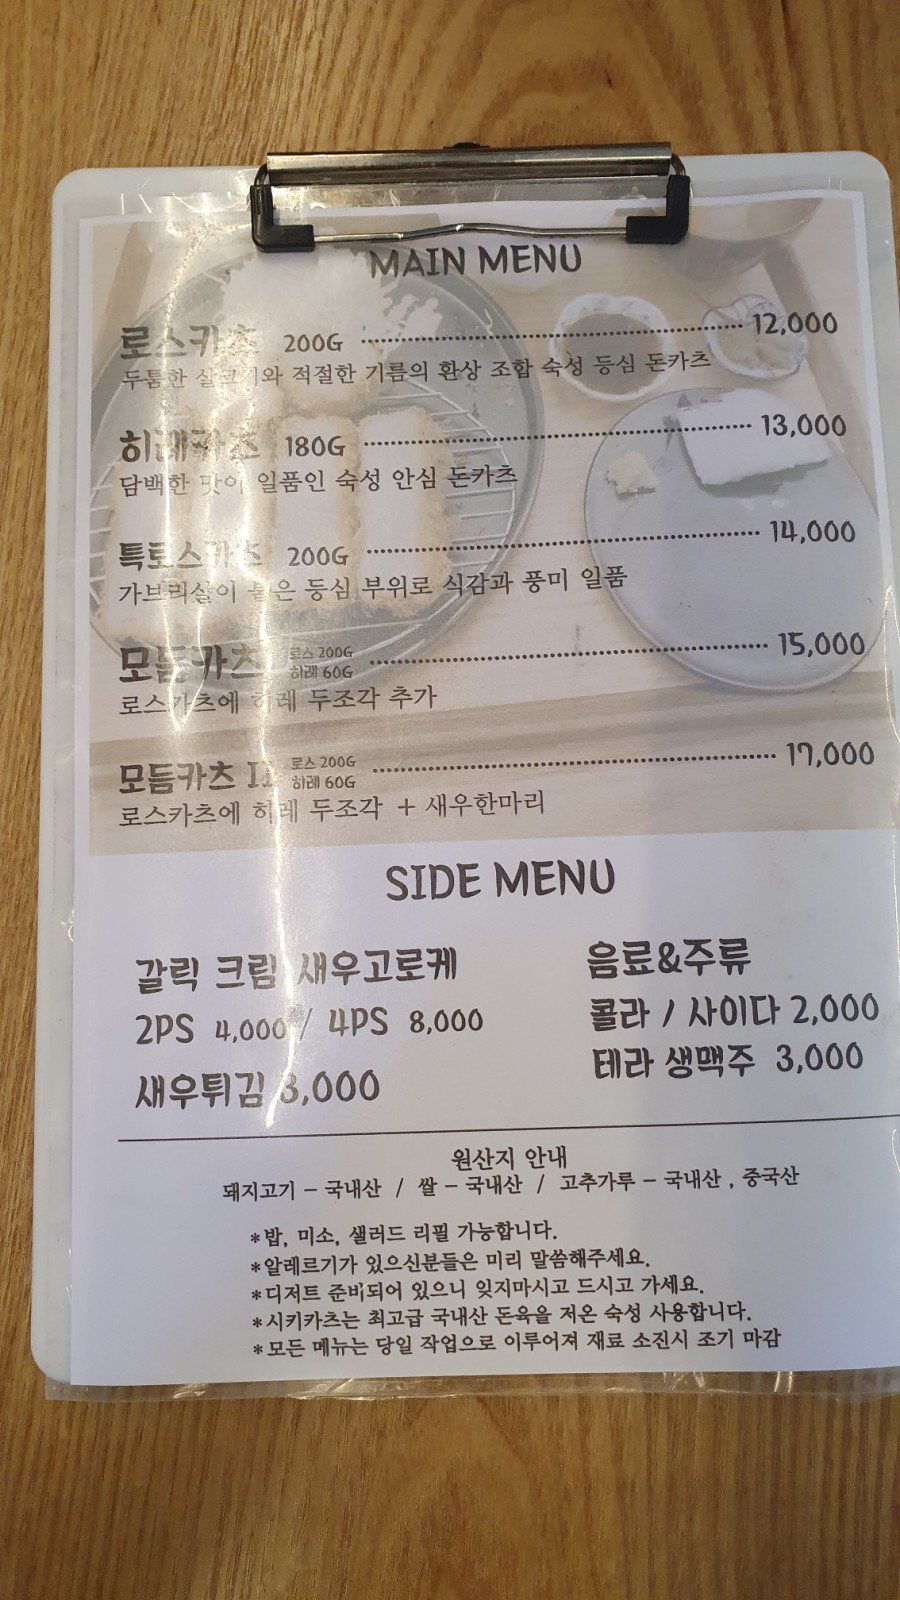 MAIN MENU
로스카츠 200G 12,000
두툼한 살코기와 적절한 기름의 환상 조합 숙성 등심 돈카츠
히레카츠 180G 13,000
담백한 맛이 일품인 숙성 안심 돈카츠
특로스카츠 200G 14,000
가브리살이 붙은 등심 부위로 식감과 풍미 일품
모듬카츠 로스 200G 15,000
히레 60G
로스카츠에 히레 두조각 추가
모듬카츠 II 로스 200G 17,000
히레 60G
로스카츠에 히레 두조각 + 새우한마리
SIDE MENU
갈릭 크림 새우고로케
2PS 4,000 / 4PS 8,000
새우튀김 3,000
음료&주류
콜라 / 사이다 2,000
테라 생맥주 3,000
원산지 안내
돼지고기 - 국내산 / 쌀 - 국내산 / 고추가루 - 국내산 , 중국산
*밥, 미소, 샐러드 리필 가능합니다.
*알레르기가 있으신분들은 미리 말씀해주세요.
*디저트 준비되어 있으니 잊지마시고 드시고 가세요.
*시키카츠는 최고급 국내산 돈육을 저온 숙성 사용합니다.
*모든 메뉴는 당일 작업으로 이루어져 재료 소진시 조기 마감